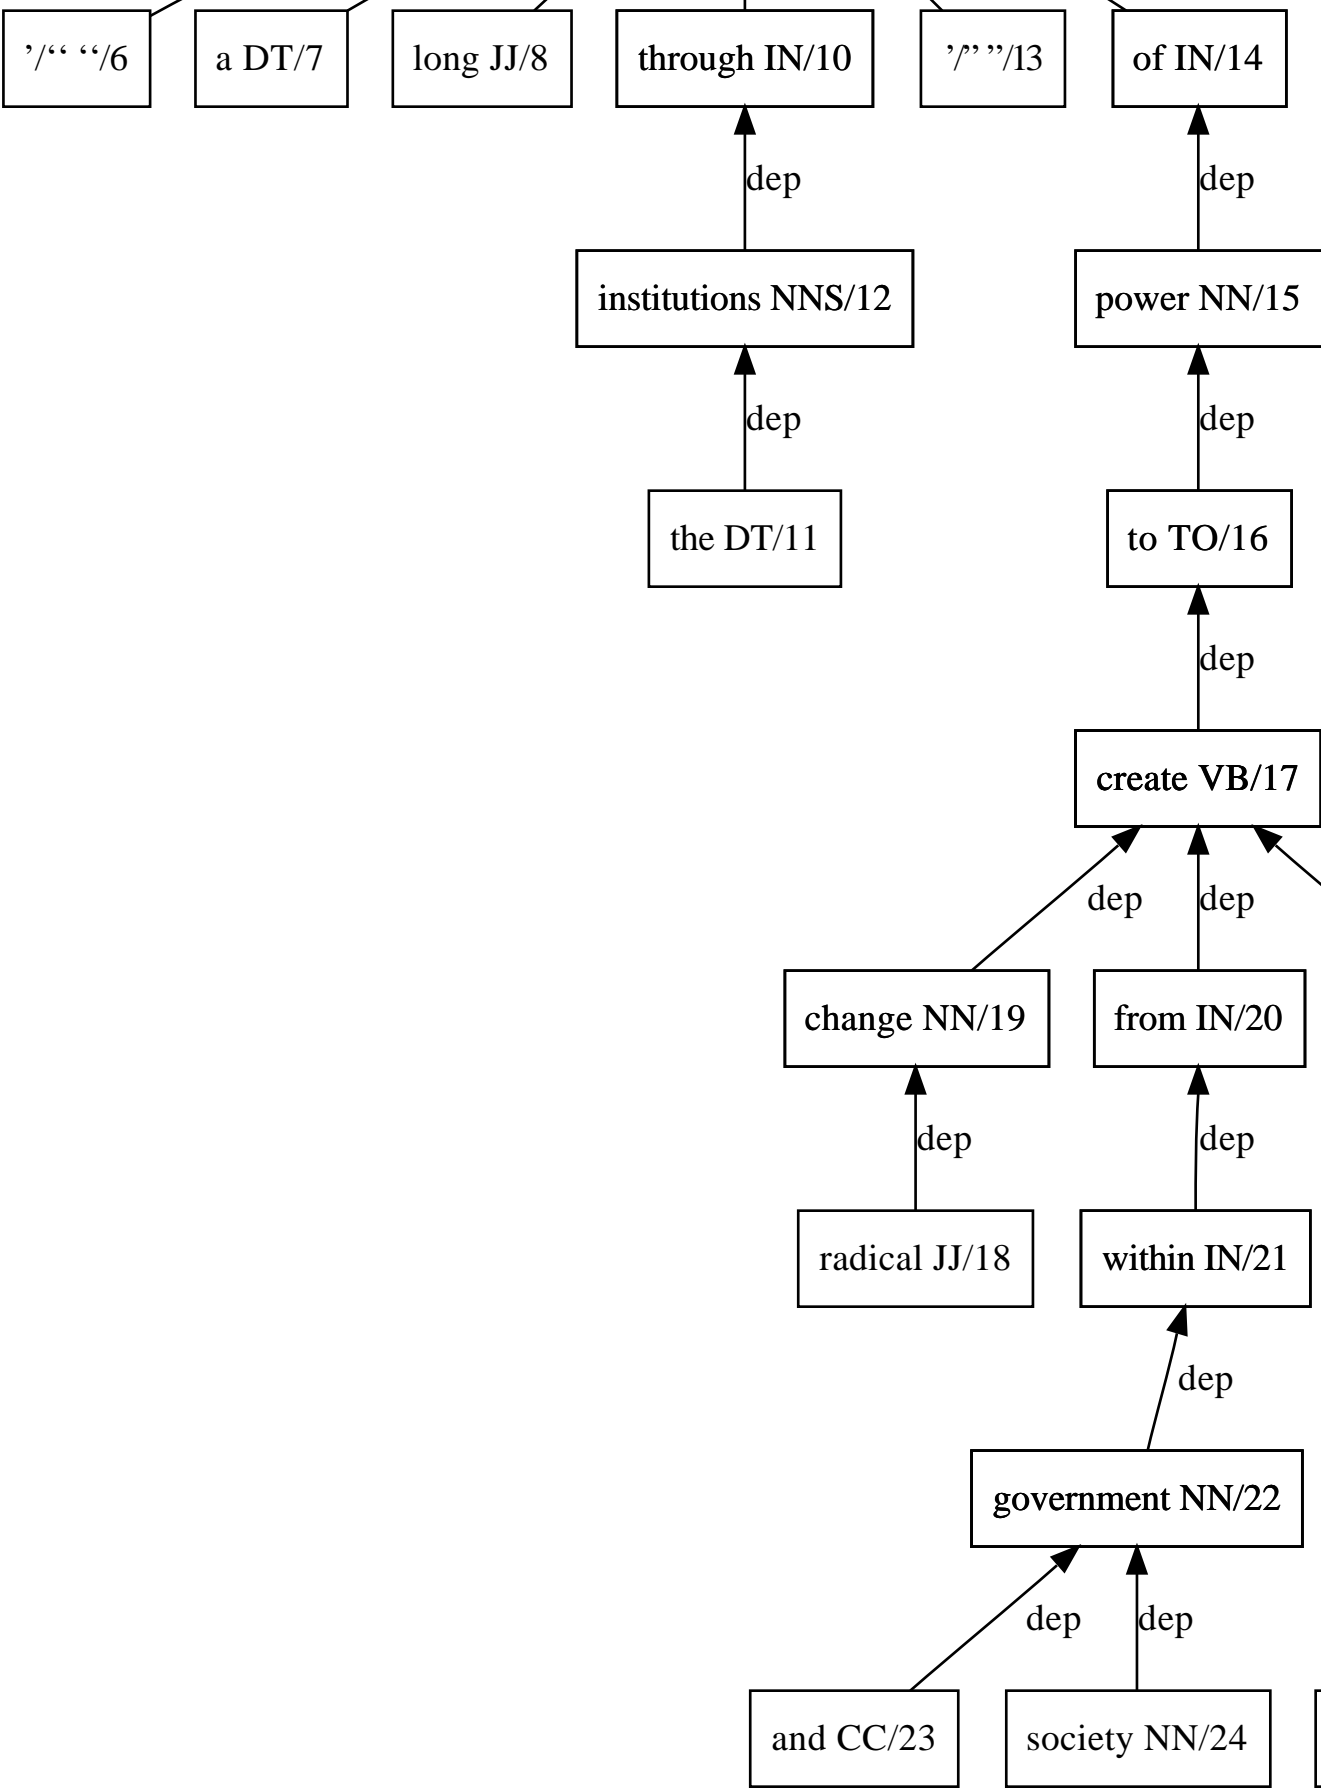 ’/“ “/6 a DT/7 long JJ/8 through IN/10 ’/” ”/13 of IN/14
dep dep
institutions NNS/12 power NN/15
dep dep
the DT/11 to TO/16
dep
create VB/17
dep dep
change NN/19 from IN/20
dep dep
radical JJ/18 within IN/21
dep
government NN/22
dep dep
and CC/23 society NN/24